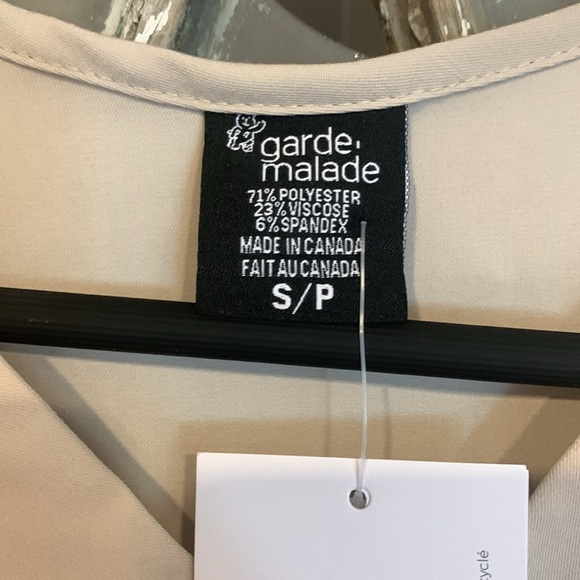 garde.
malade
71% POLYESTER
23% VISCOSE
6% SPANDEX
MADE IN CANADA
FAIT AU CANADA
S/P